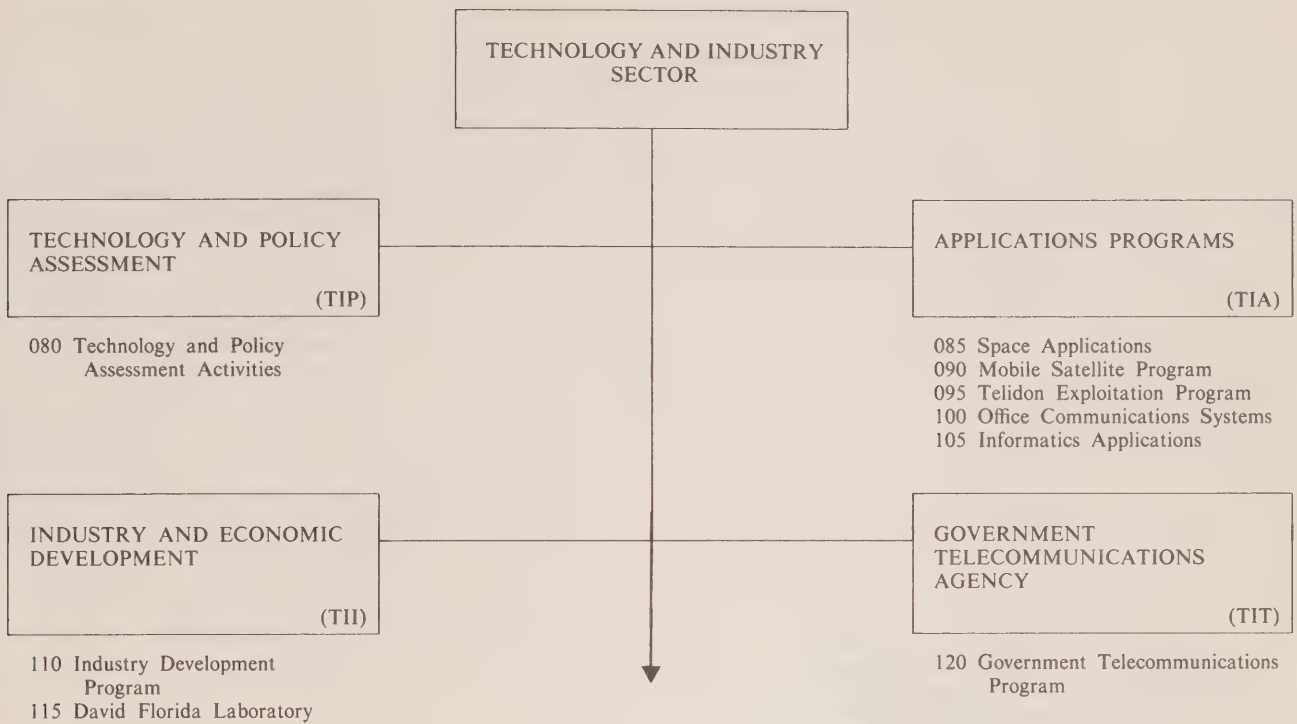 TECHNOLOGY AND INDUSTRY
SECTOR
TECHNOLOGY AND POLICY
ASSESSMENT
(TIP)
080 Technology and Policy
Assessment Activities
APPLICATIONS PROGRAMS
(TIA)
085 Space Applications
090 Mobile Satellite Program
095 Telidon Exploitation Program
100 Office Communications Systems
105 Informatics Applications
INDUSTRY AND ECONOMIC
DEVELOPMENT
(TII)
110 Industry Development
Program
115 David Florida Laboratory
GOVERNMENT
TELECOMMUNICATIONS
AGENCY
(TIT)
120 Government Telecommunications
Program